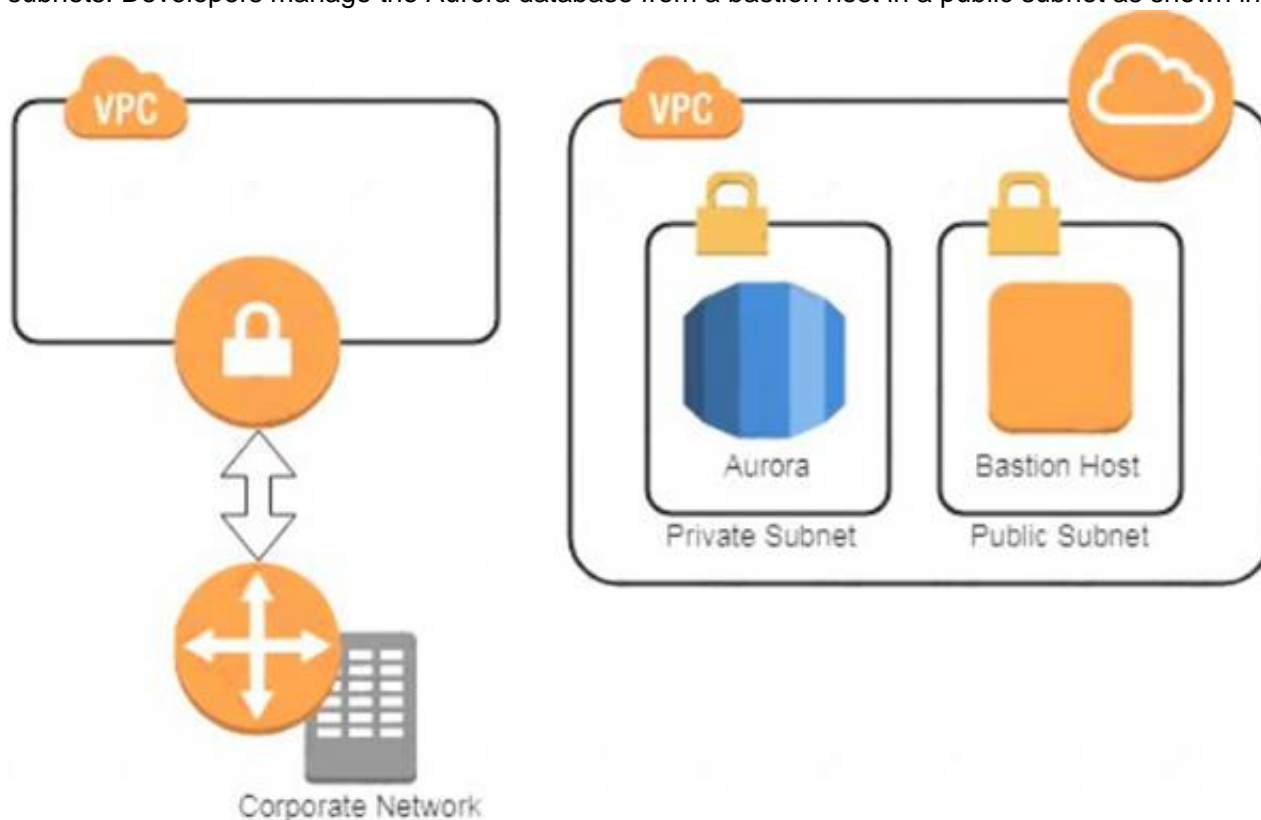 subnets. Developers manage the Aurora database from a bastion host in a public subnet as shown in
VPC
VPC
Aurora
Bastion Host
Private Subnet
Public Subnet
Corporate Network